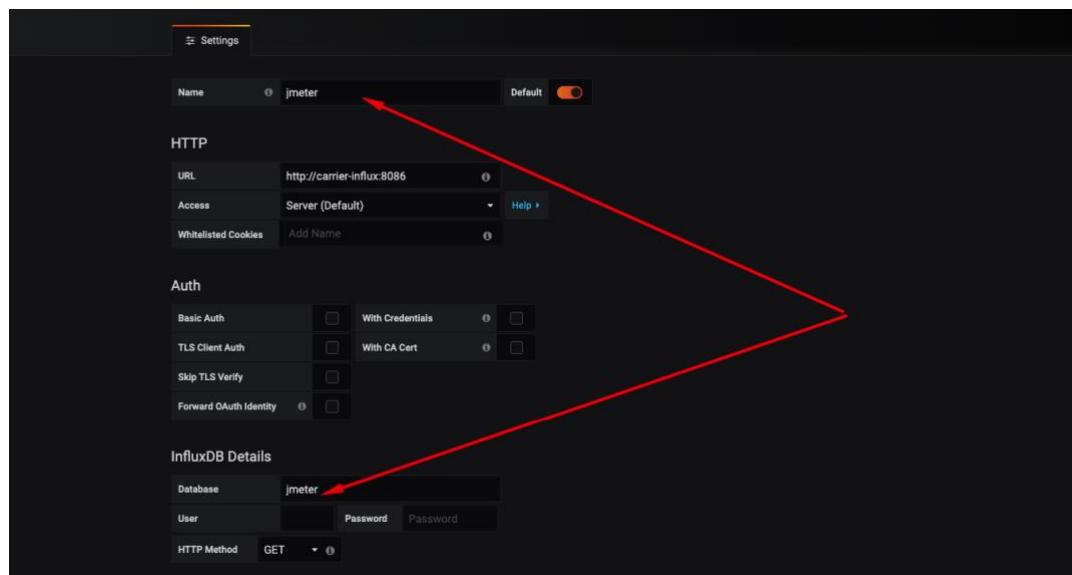 Settings
Name jmeter Default
HTTP
URL http://carrier-influx:8086
Access Server (Default) Help
Whitelisted Cookies Add Name
Auth
Basic Auth With Credentials
TLS Client Auth With CA Cert
Skip TLS Verify
Forward OAuth Identity
InfluxDB Details
Database jmeter
User Password Password
HTTP Method GET